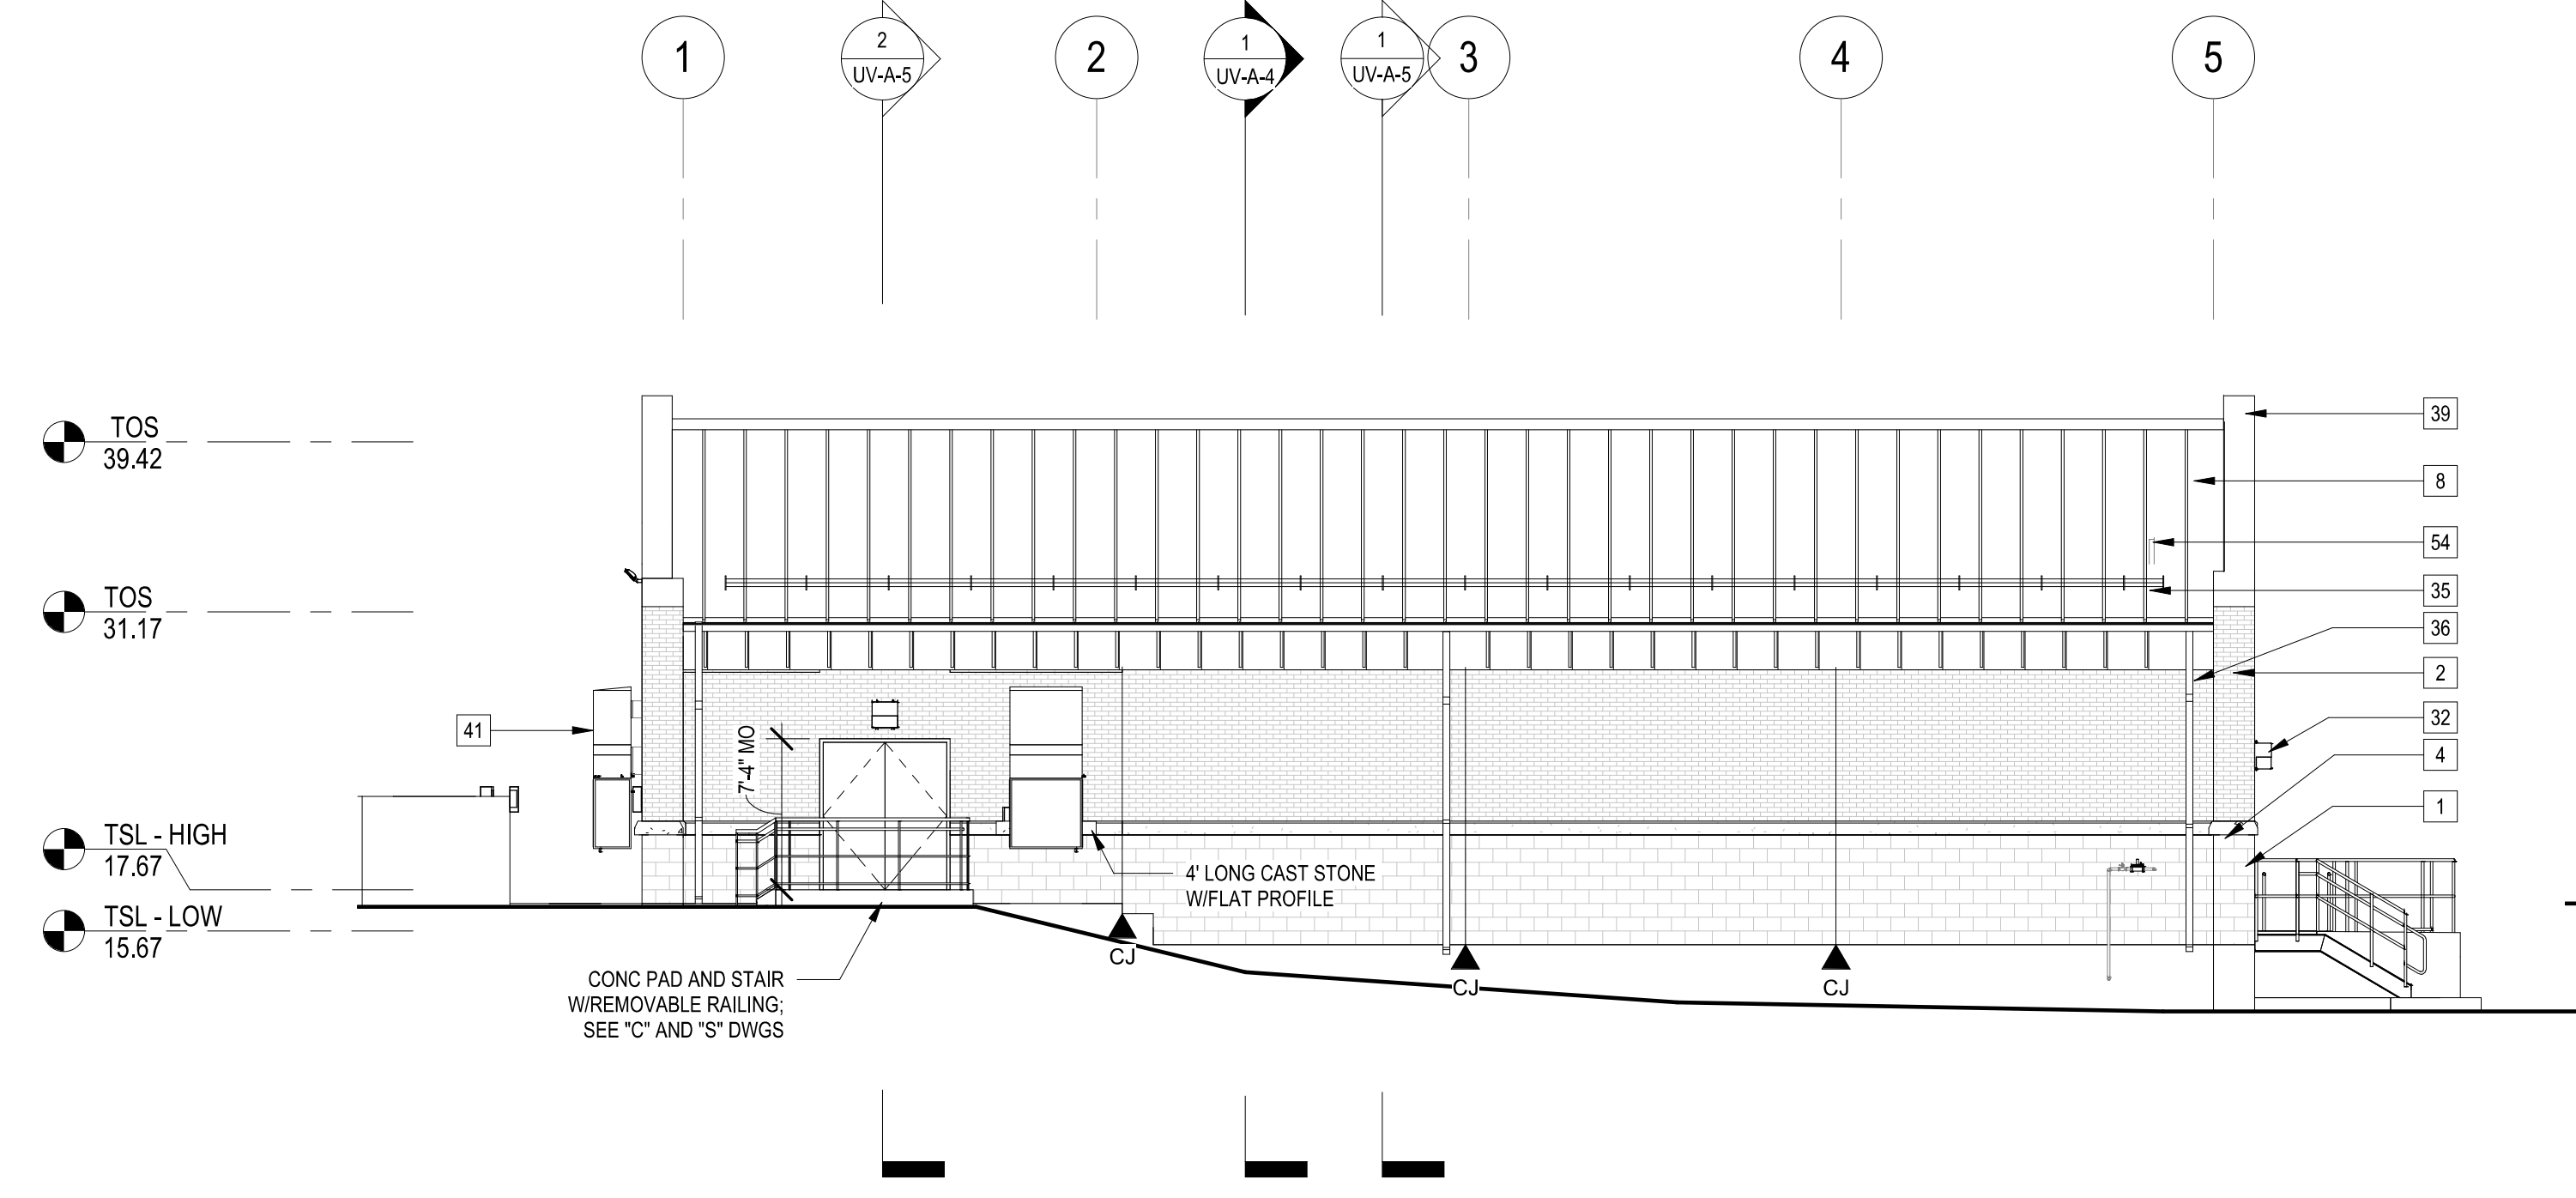 1
2
UV-A-5
2
1
UV-A-4
1
UV-A-5
3
4
5
TOS
39.42
39
8
54
TOS
31.17
35
36
2
41
7'-4" MO
32
4
1
TSL - HIGH
17.67
4' LONG CAST STONE
W/FLAT PROFILE
TSL - LOW
15.67
CJ
CJ
CJ
CONC PAD AND STAIR
W/REMOVABLE RAILING;
SEE "C" AND "S" DWGS